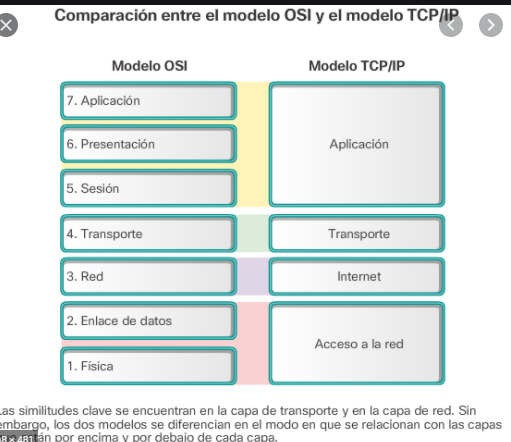 Comparación entre el modelo OSI y el modelo TCP/IP
Modelo OSI
Modelo TCP/IP
7. Aplicación
6. Presentación
5. Sesión
Aplicación
4. Transporte
Transporte
3. Red
Internet
2. Enlace de datos
1. Física
Acceso a la red
Las similitudes clave se encuentran en la capa de transporte y en la capa de red. Sin
embargo, los dos modelos se diferencian en el modo en que se relacionan con las capas
por encima y por debajo de cada capa.